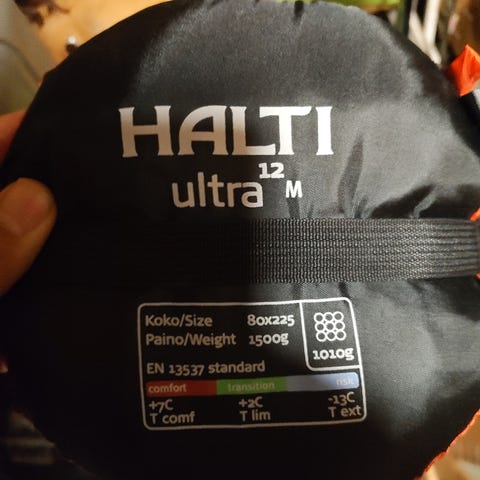 HALTI
ultra 12 M
Koko/Size 80x225
Paino/Weight 1500g
1010g
EN 13537 standard
comfort transition risk
+7C +2C -13C
T comf T lim T ext